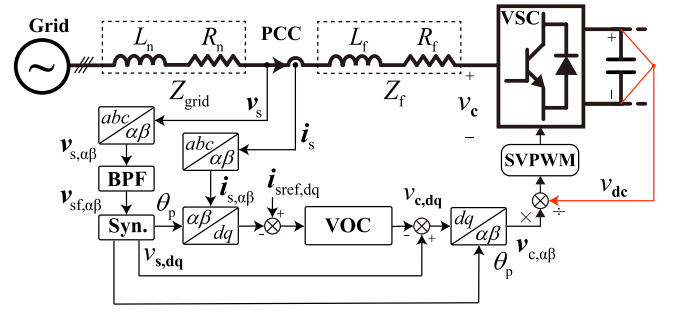 Grid
Lₙ
Rₙ
PCC
L_f
R_f
VSC
+
−
Z_grid
v_s
Z_f
+
v_c
−
i_s
abc
αβ
v_s,αβ
abc
αβ
SVPWM
v_dc
BPF
v_sf,αβ
i_s,αβ
i_sref,dq
v_c,dq
× ÷
Syn.
θ_p
αβ
dq
-
+
VOC
-
+
dq
αβ
v_c,αβ
v_s,dq
θ_p